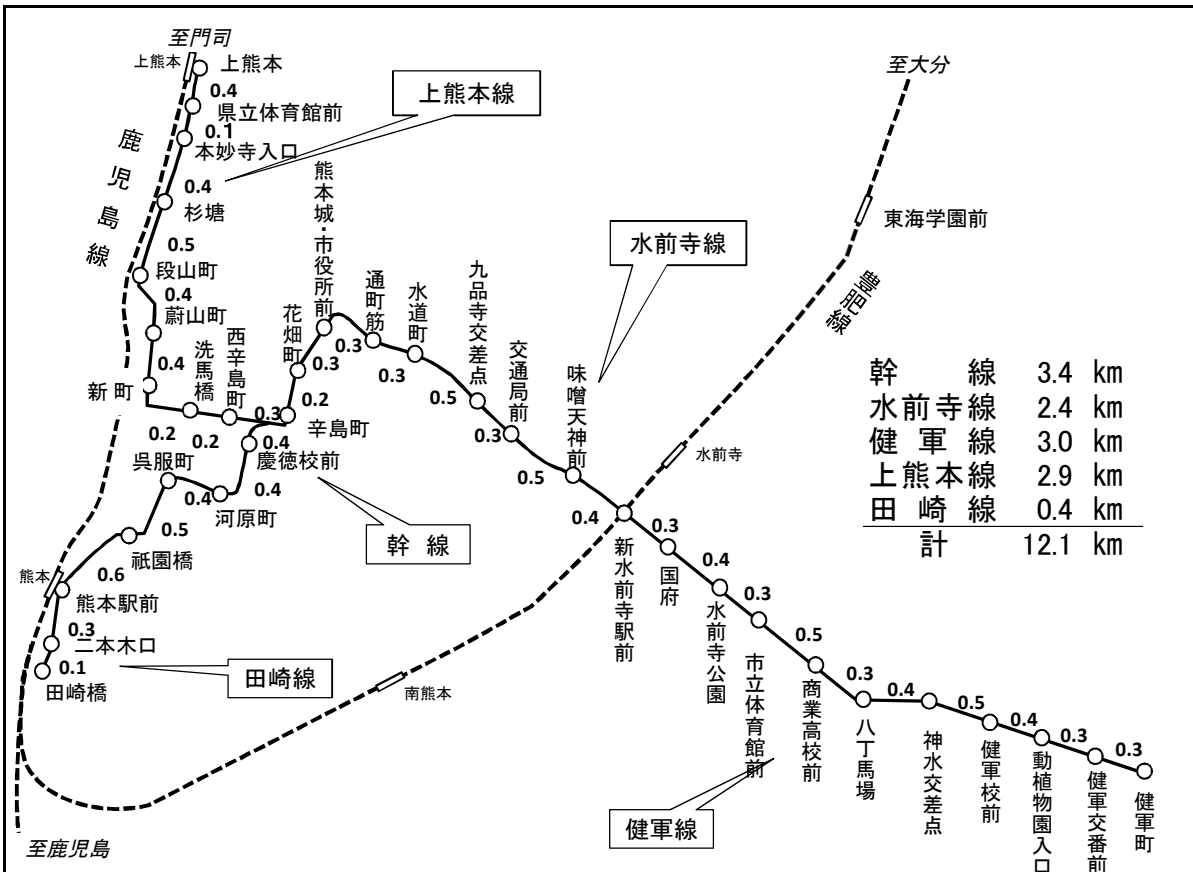 至門司
上熊本
上熊本
0.4
県立体育館前
0.1
本妙寺入口
0.4
杉塘
0.5
段山町
0.4
蔚山町
0.4
新町
0.2
洗馬橋
0.2
西辛島町
0.3
辛島町
鹿児島線
上熊本線
0.2
花畑町
0.3
熊本城・市役所前
0.3
通町筋
0.3
水道町
0.5
九品寺交差点
0.3
交通局前
0.5
味噌天神前
0.4
新水前寺駅前
水前寺線
至大分
東海学園前
豊肥線
水前寺
南熊本
0.4
慶徳校前
0.4
河原町
0.4
呉服町
0.5
祇園橋
0.6
熊本
熊本駅前
0.3
二本木口
0.1
田崎橋
幹線
田崎線
至鹿児島
0.3
国府
0.4
水前寺公園
0.3
市立体育館前
0.5
商業高校前
0.3
八丁馬場
0.4
神水交差点
0.5
健軍校前
0.4
動植物園入口
0.3
健軍交番前
0.3
健軍町
健軍線
幹線 3.4 km
水前寺線 2.4 km
健軍線 3.0 km
上熊本線 2.9 km
田崎線 0.4 km
計 12.1 km